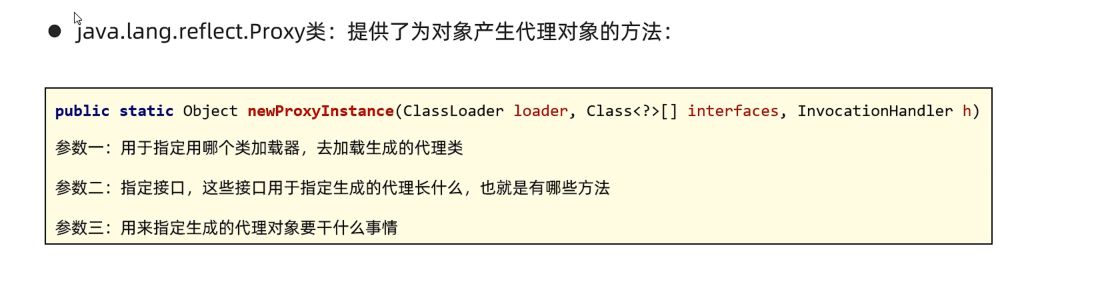 ● java.lang.reflect.Proxy类：提供了为对象产生代理对象的方法：
public static Object newProxyInstance(ClassLoader loader, Class<?>[] interfaces, InvocationHandler h)
参数一：用于指定用哪个类加载器，去加载生成的代理类
参数二：指定接口，这些接口用于指定生成的代理长什么，也就是有哪些方法
参数三：用来指定生成的代理对象要干什么事情